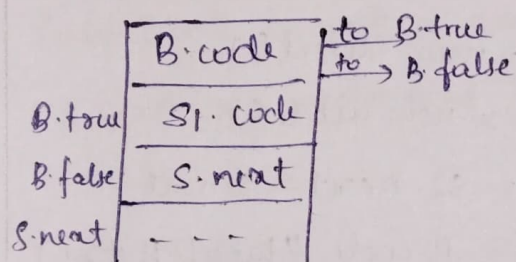 B.code to B.true
to B.false
B.true S1.code
B.false S.next
S.next - - -